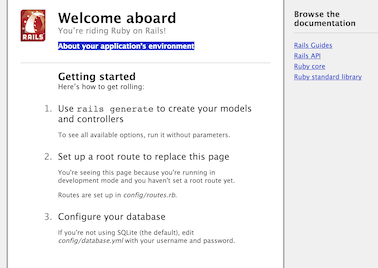 RAILS
Welcome aboard
You're riding Ruby on Rails!
About your application's environment
Getting started
Here's how to get rolling:
1. Use rails generate to create your models
and controllers
To see all available options, run it without parameters.
2. Set up a root route to replace this page
You're seeing this page because you're running in
development mode and you haven't set a root route yet.
Routes are set up in config/routes.rb.
3. Configure your database
If you're not using SQLite (the default), edit
config/database.yml with your username and password.
Browse the
documentation
Rails Guides
Rails API
Ruby core
Ruby standard library